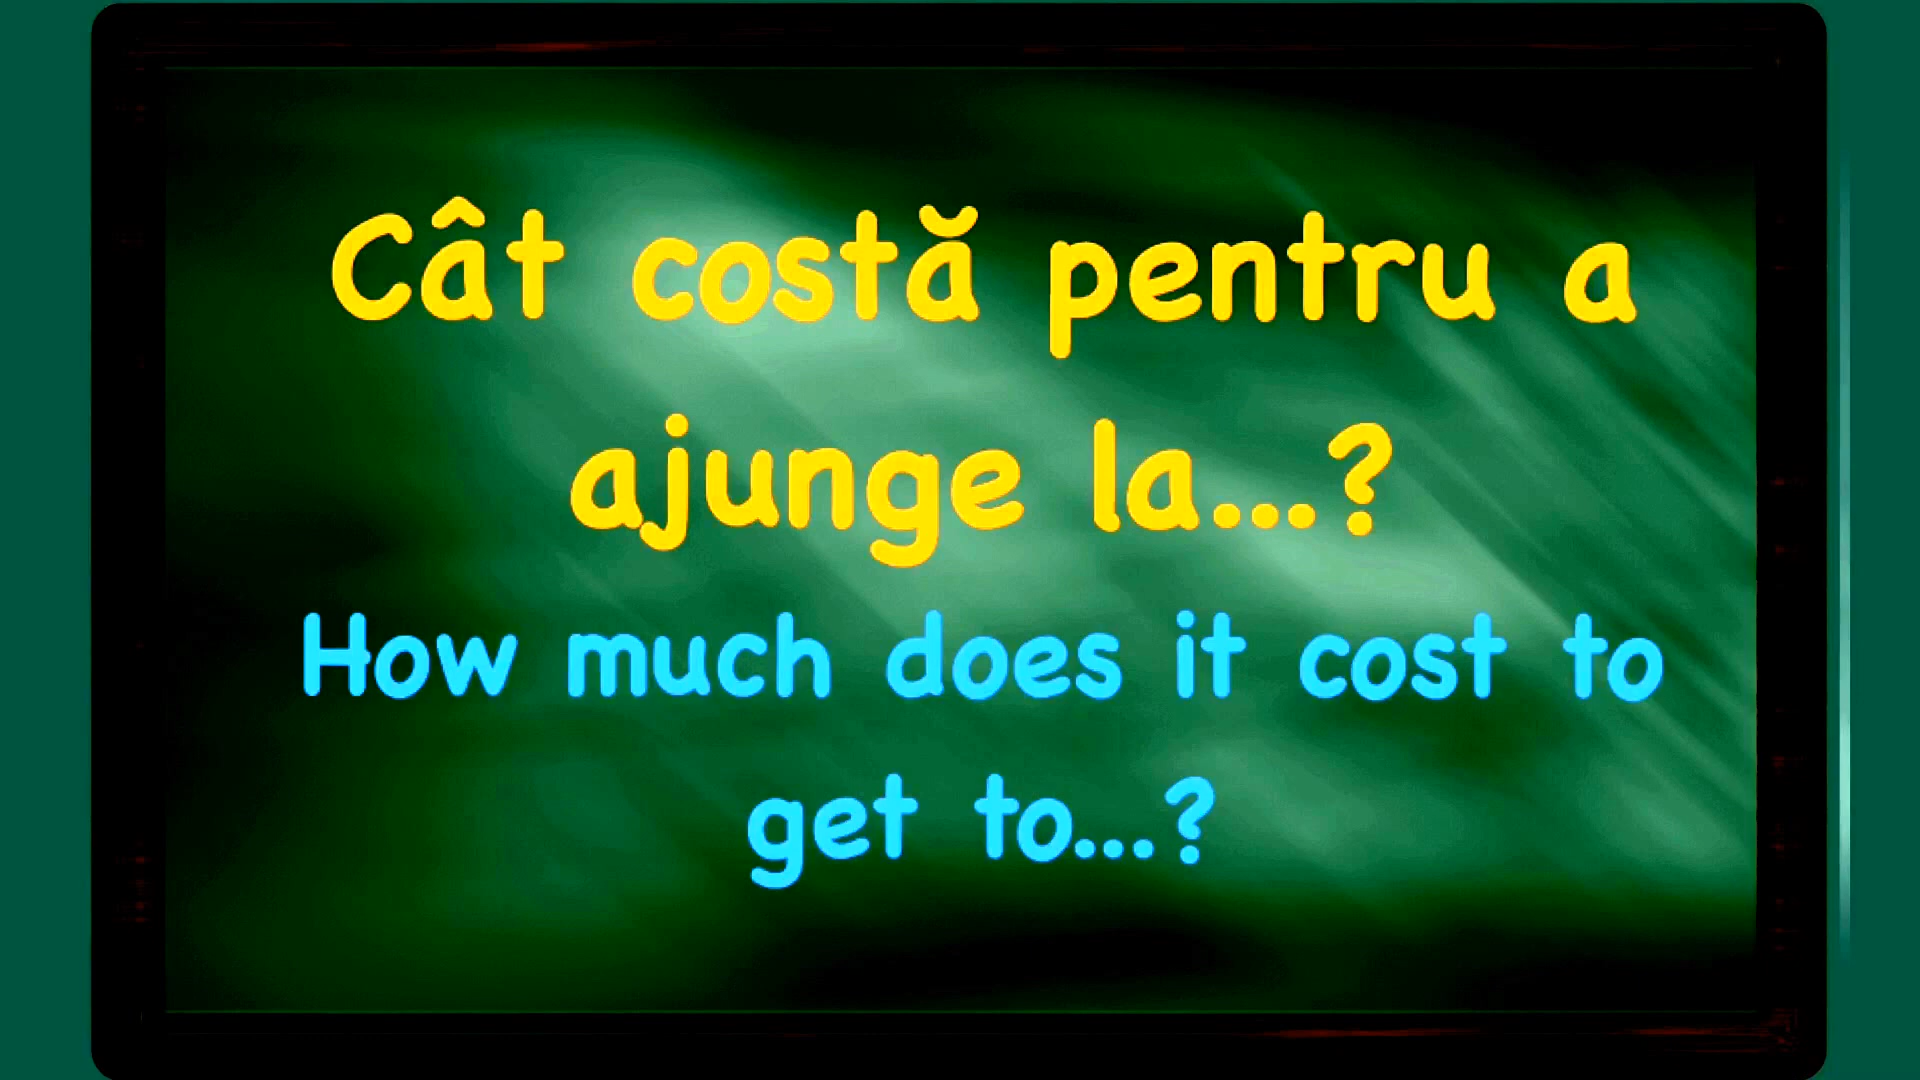 Cât costă pentru a
ajunge la...?
How much does it cost to
get to...?